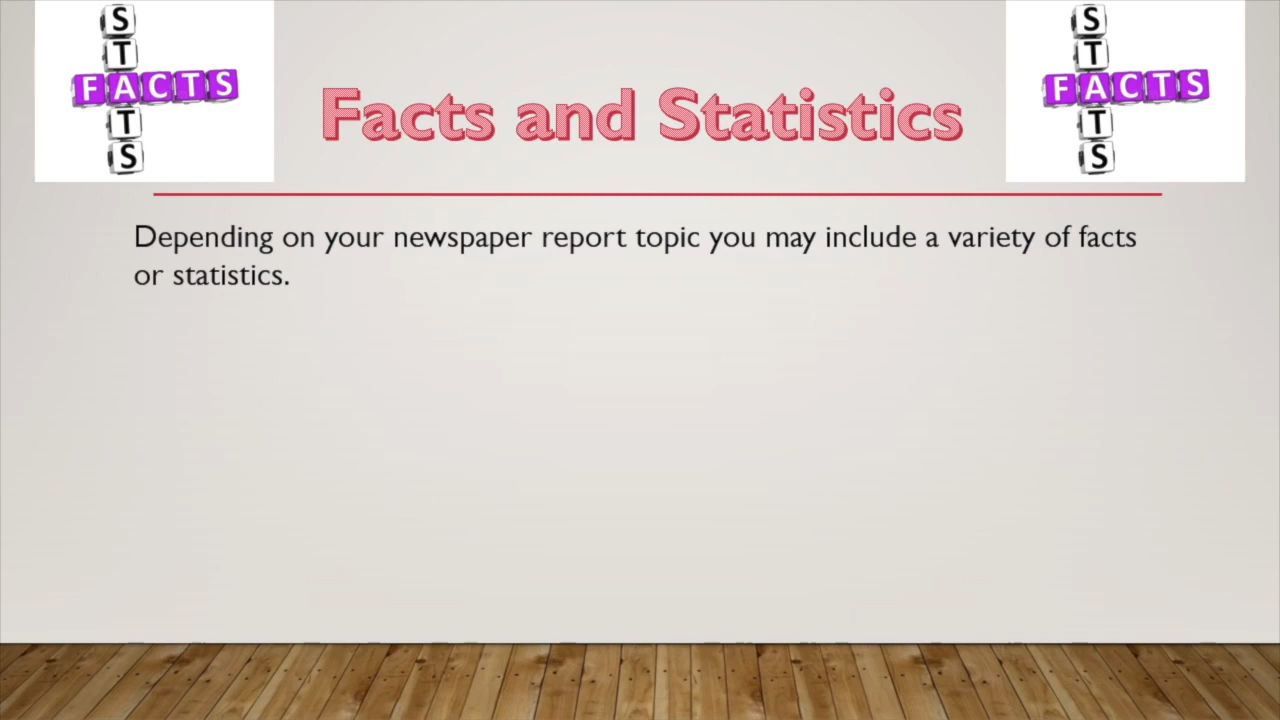 STATS
FACTS
Facts and Statistics
STATS
FACTS
Depending on your newspaper report topic you may include a variety of facts
or statistics.